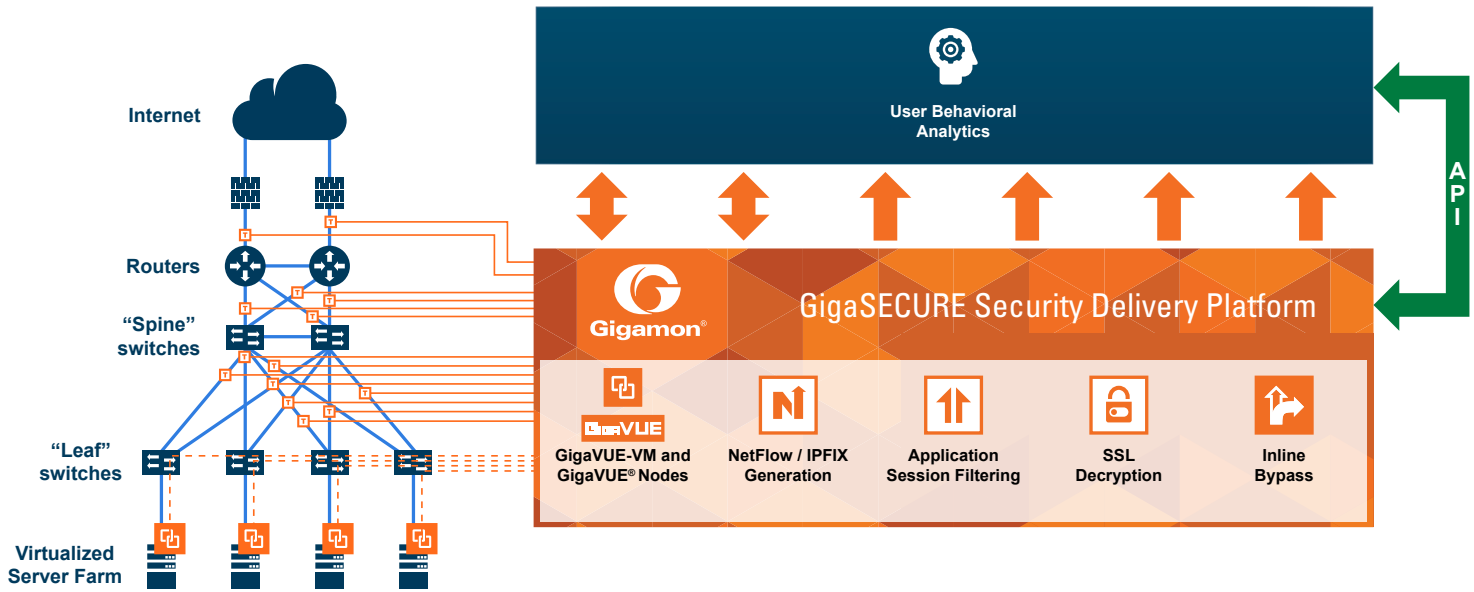 Internet
Routers
“Spine”
switches
“Leaf”
switches
Virtualized
Server Farm
T
T
T
T
T
T
T
T
T
T
T
T
T
T
User Behavioral
Analytics
API
Gigamon®
GigaSECURE Security Delivery Platform
GigaVUE
GigaVUE-VM and
GigaVUE® Nodes
N
NetFlow / IPFIX
Generation
Application
Session Filtering
SSL
Decryption
Inline
Bypass